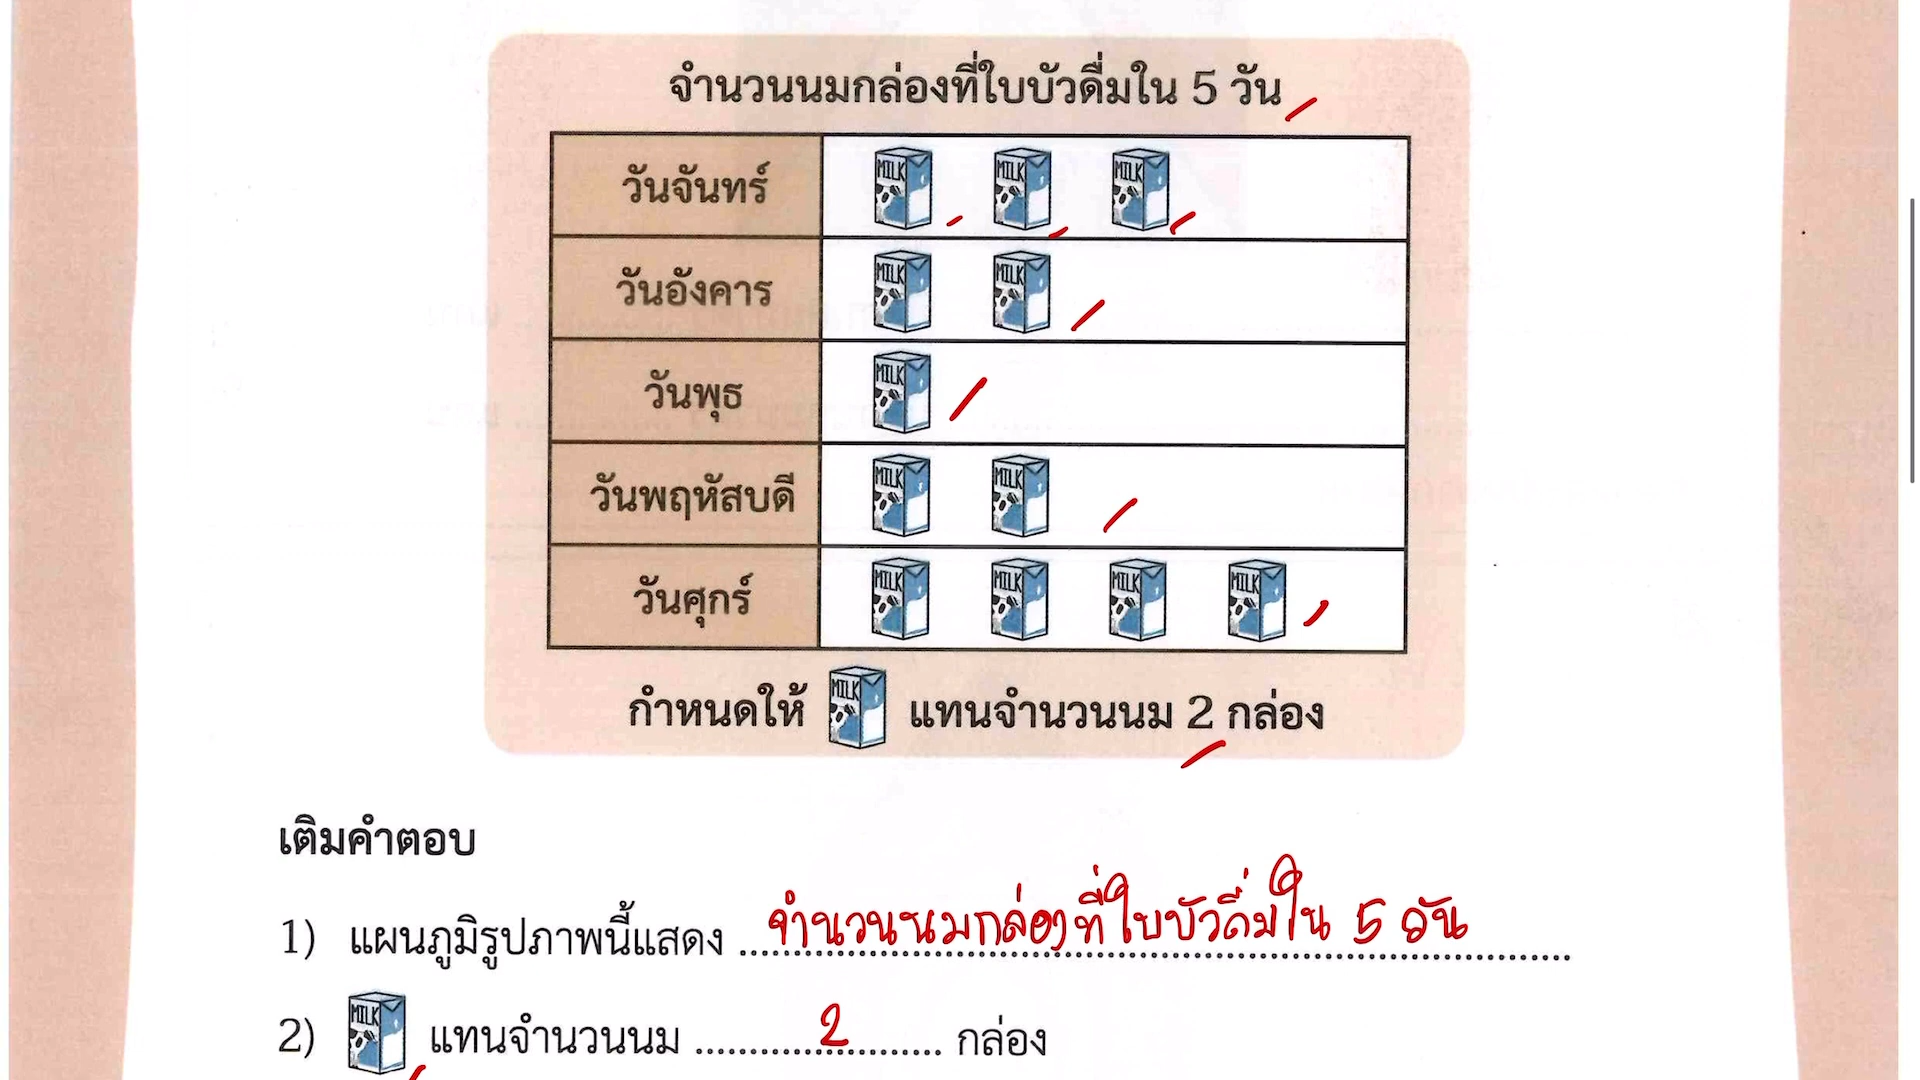 จำนวนนมกล่องที่ใบบัวดื่มใน 5 วัน
วันจันทร์ MILK MILK MILK
วันอังคาร MILK MILK
วันพุธ MILK
วันพฤหัสบดี MILK MILK
วันศุกร์ MILK MILK MILK MILK
กำหนดให้ MILK แทนจำนวนนม 2 กล่อง
เติมคำตอบ
1) แผนภูมิรูปภาพนี้แสดง จำนวนนมกล่องที่ใบบัวดื่มใน 5 วัน
2) MILK แทนจำนวนนม 2 กล่อง